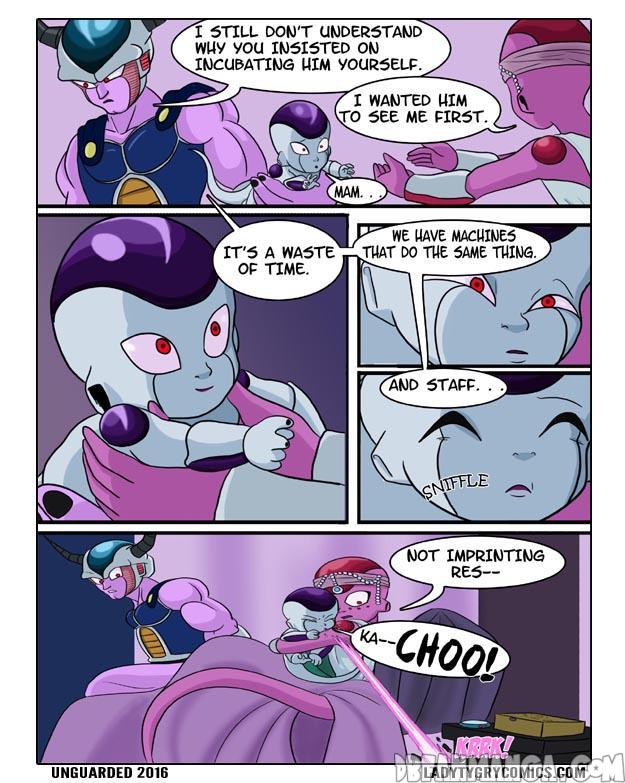 I STILL DON'T UNDERSTAND
WHY YOU INSISTED ON
INCUBATING HIM YOURSELF.
I WANTED HIM
TO SEE ME FIRST.
MAM. . .
IT'S A WASTE
OF TIME.
WE HAVE MACHINES
THAT DO THE SAME THING.
AND STAFF. . .
SNIFFLE
NOT IMPRINTING
RES--
KA--CHOO!
KRRK!
UNGUARDED 2016
LADYTYGRYCOMICS.COM